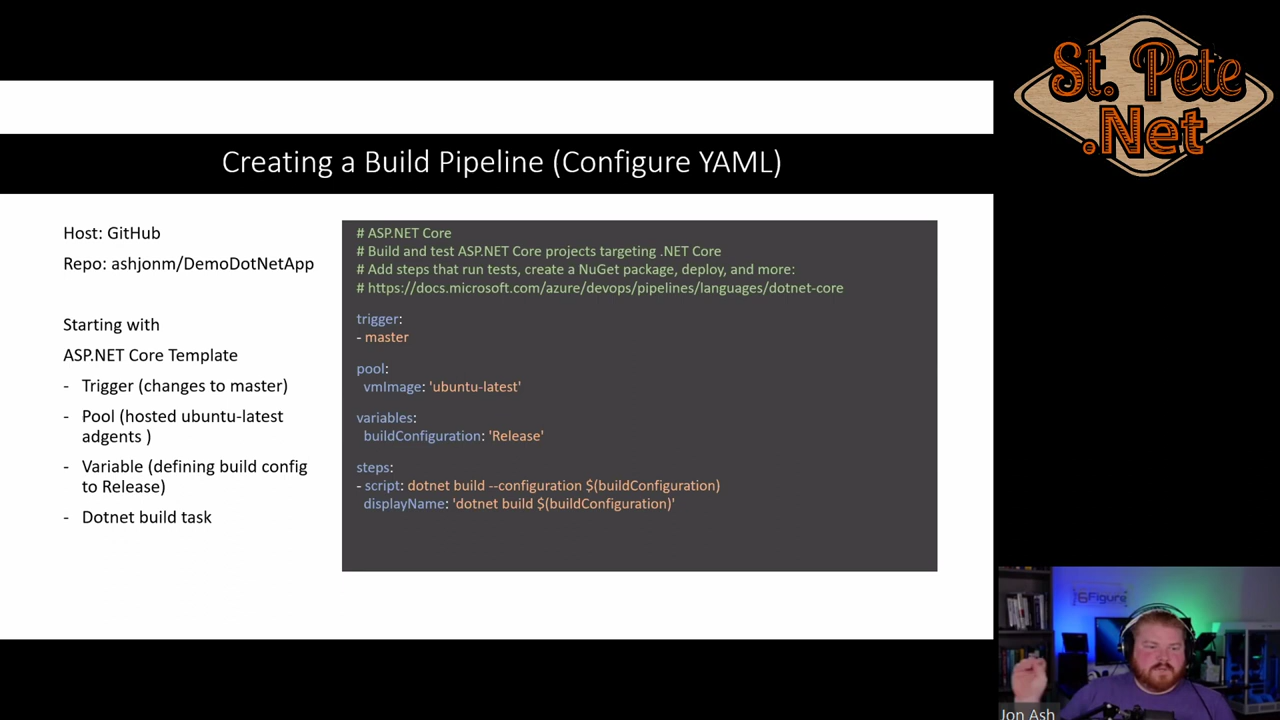 St. Pete
.Net
Creating a Build Pipeline (Configure YAML)
Host: GitHub
Repo: ashjonm/DemoDotNetApp
Starting with
ASP.NET Core Template
- Trigger (changes to master)
- Pool (hosted ubuntu-latest
adgents )
- Variable (defining build config
to Release)
- Dotnet build task
# ASP.NET Core
# Build and test ASP.NET Core projects targeting .NET Core
# Add steps that run tests, create a NuGet package, deploy, and more:
# https://docs.microsoft.com/azure/devops/pipelines/languages/dotnet-core
trigger:
- master
pool:
vmImage: 'ubuntu-latest'
variables:
buildConfiguration: 'Release'
steps:
- script: dotnet build --configuration $(buildConfiguration)
displayName: 'dotnet build $(buildConfiguration)'
6Figure
Jon Ash